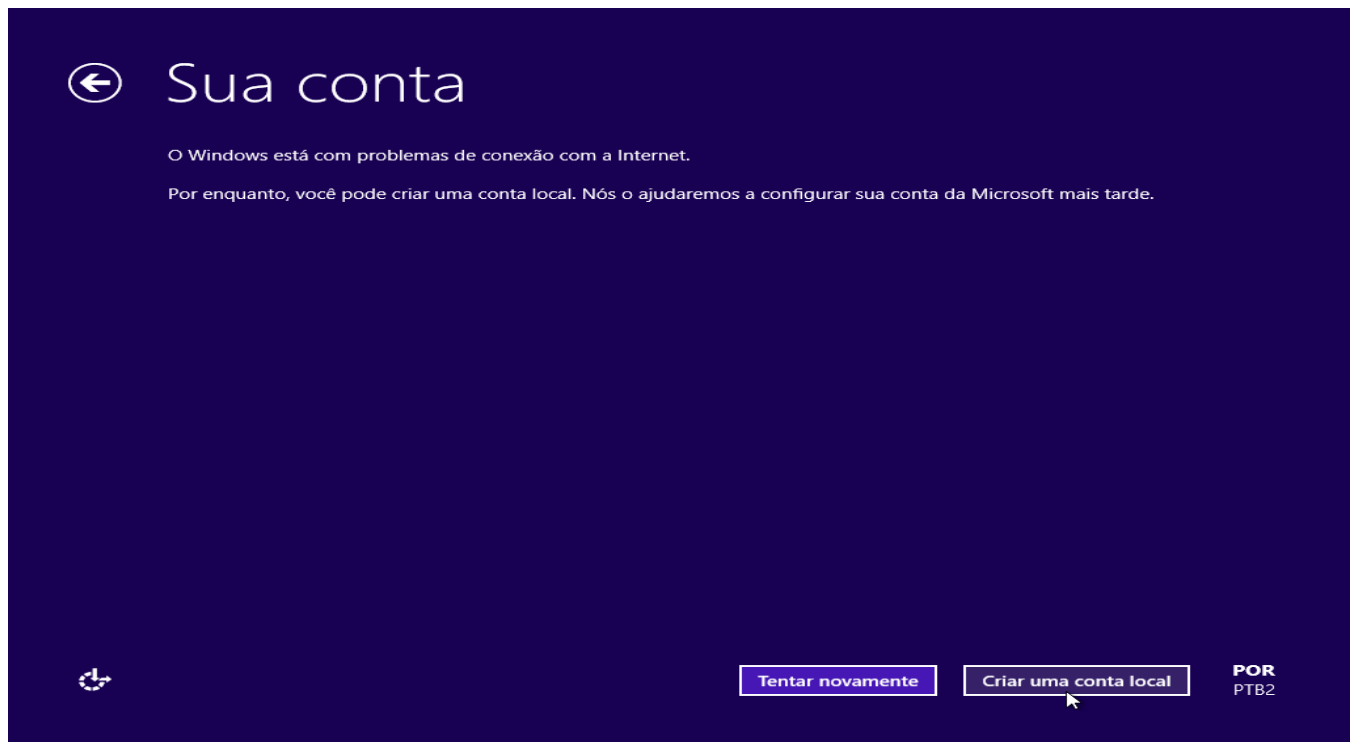 Sua conta
O Windows está com problemas de conexão com a Internet.
Por enquanto, você pode criar uma conta local. Nós o ajudaremos a configurar sua conta da Microsoft mais tarde.
Tentar novamente
Criar uma conta local
POR
PTB2